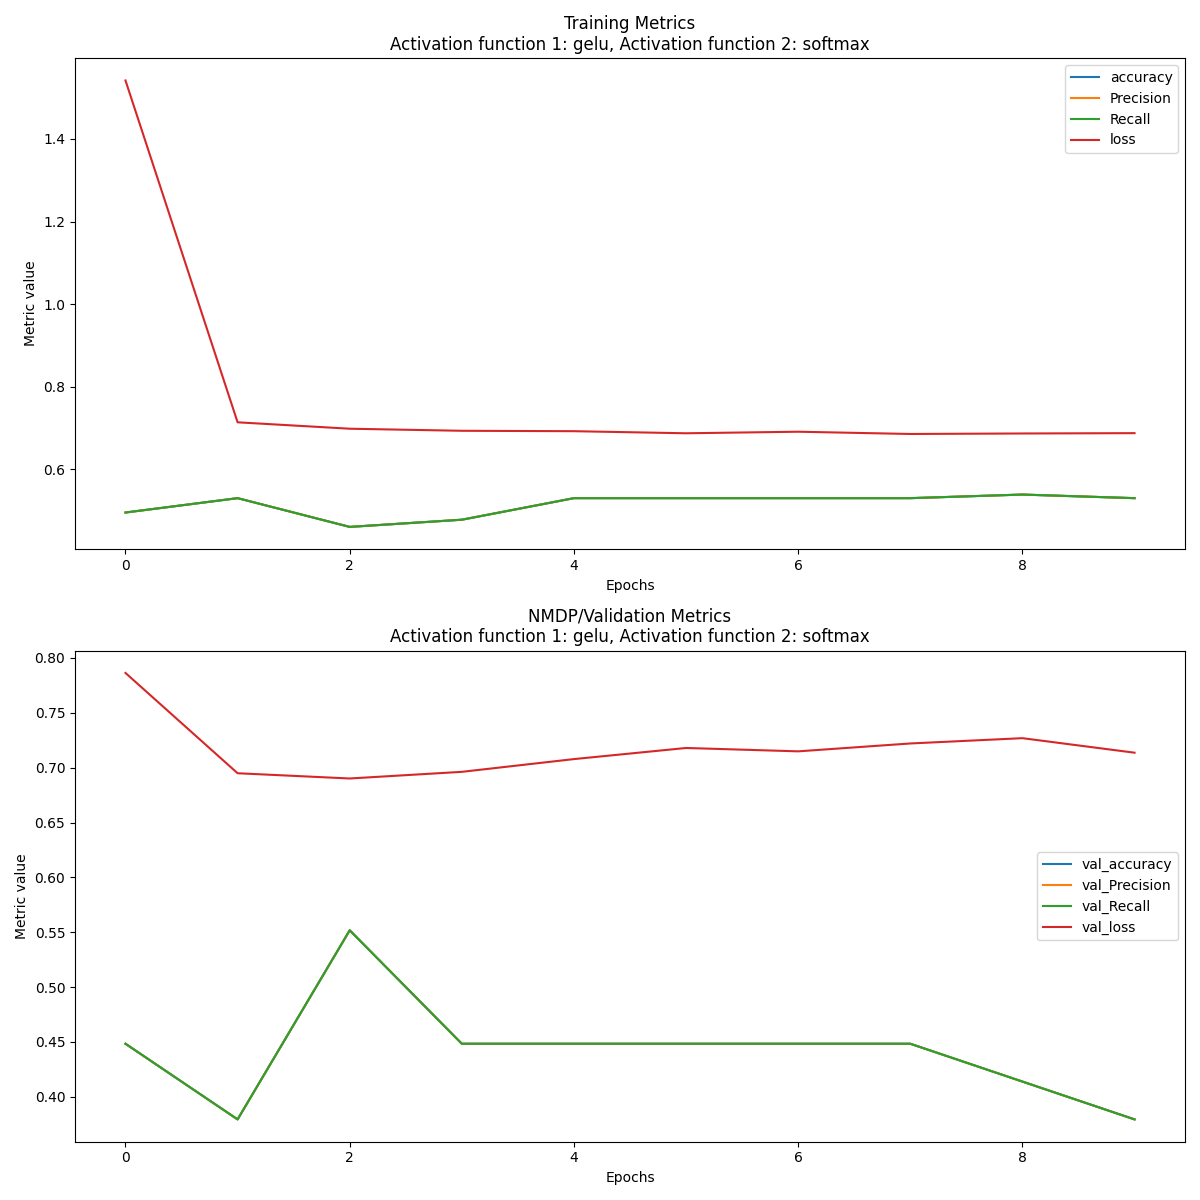 Training Metrics
Activation function 1: gelu, Activation function 2: softmax
accuracy
Precision
Recall
loss
Metric value
1.4
1.2
1.0
0.8
0.6
0 2 4 6 8
Epochs
NMDP/Validation Metrics
Activation function 1: gelu, Activation function 2: softmax
val_accuracy
val_Precision
val_Recall
val_loss
Metric value
0.80
0.75
0.70
0.65
0.60
0.55
0.50
0.45
0.40
0 2 4 6 8
Epochs